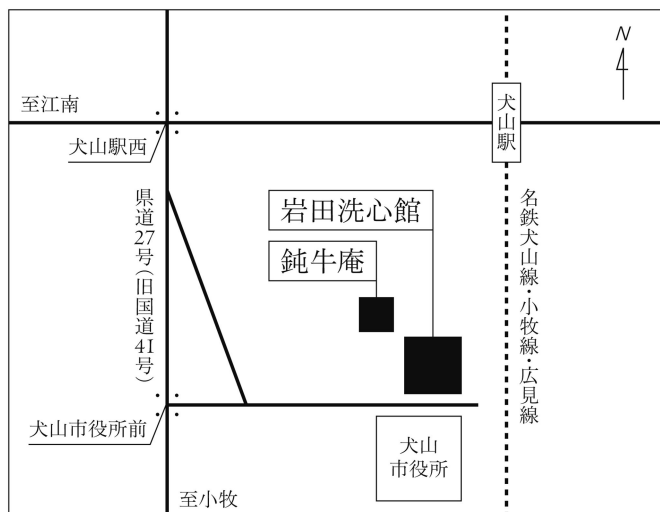 N
至江南
犬山駅
犬山駅西
岩田洗心館
鈍牛庵
県道27号(旧国道41号)
名鉄犬山線・小牧線・広見線
犬山市役所前
犬山
市役所
至小牧